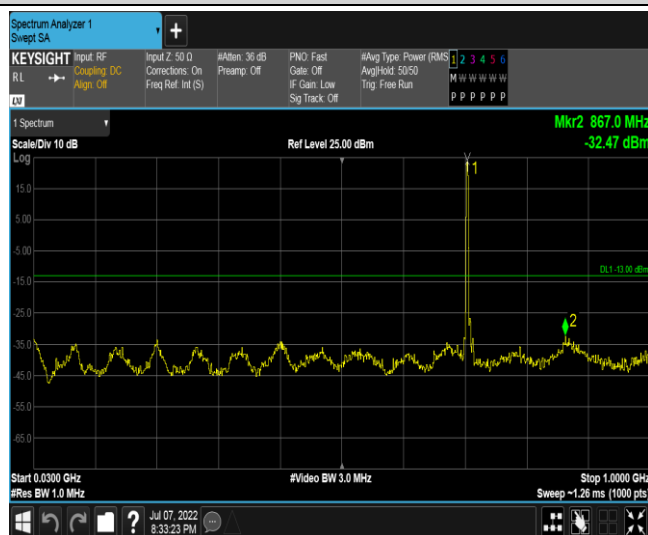 Spectrum Analyzer 1
Swept SA
+
KEYSIGHT
RL
LXI
Input: RF
Coupling: DC
Align: Off
Input Z: 50 Ω
Corrections: On
Freq Ref: Int (S)
#Atten: 36 dB
Preamp: Off
PNO: Fast
Gate: Off
IF Gain: Low
Sig Track: Off
#Avg Type: Power (RMS
Avg|Hold: 50/50
Trig: Free Run
1 2 3 4 5 6
M W W W W W
P P P P P P
1 Spectrum
Mkr2 867.0 MHz
-32.47 dBm
Scale/Div 10 dB
Ref Level 25.00 dBm
Log
1
15.0
5.00
-5.00
DL1 -13.00 dBm
-15.0
-25.0
2
-35.0
-45.0
-55.0
-65.0
Start 0.0300 GHz
#Video BW 3.0 MHz
Stop 1.0000 GHz
#Res BW 1.0 MHz
Sweep ~1.26 ms (1000 pts)
?
Jul 07, 2022
8:33:23 PM